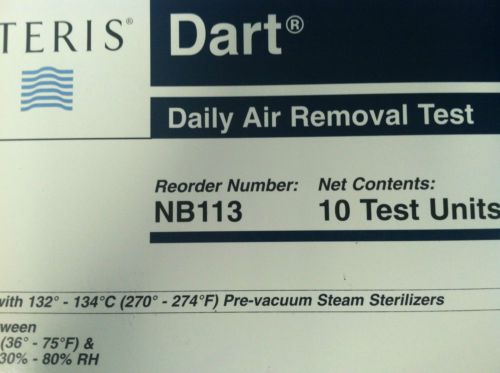 TERIS®
Dart®
Daily Air Removal Test
Reorder Number: Net Contents:
NB113 10 Test Units
with 132° - 134°C (270° - 274°F) Pre-vacuum Steam Sterilizers
ween
(36° - 75°F) &
30% - 80% RH